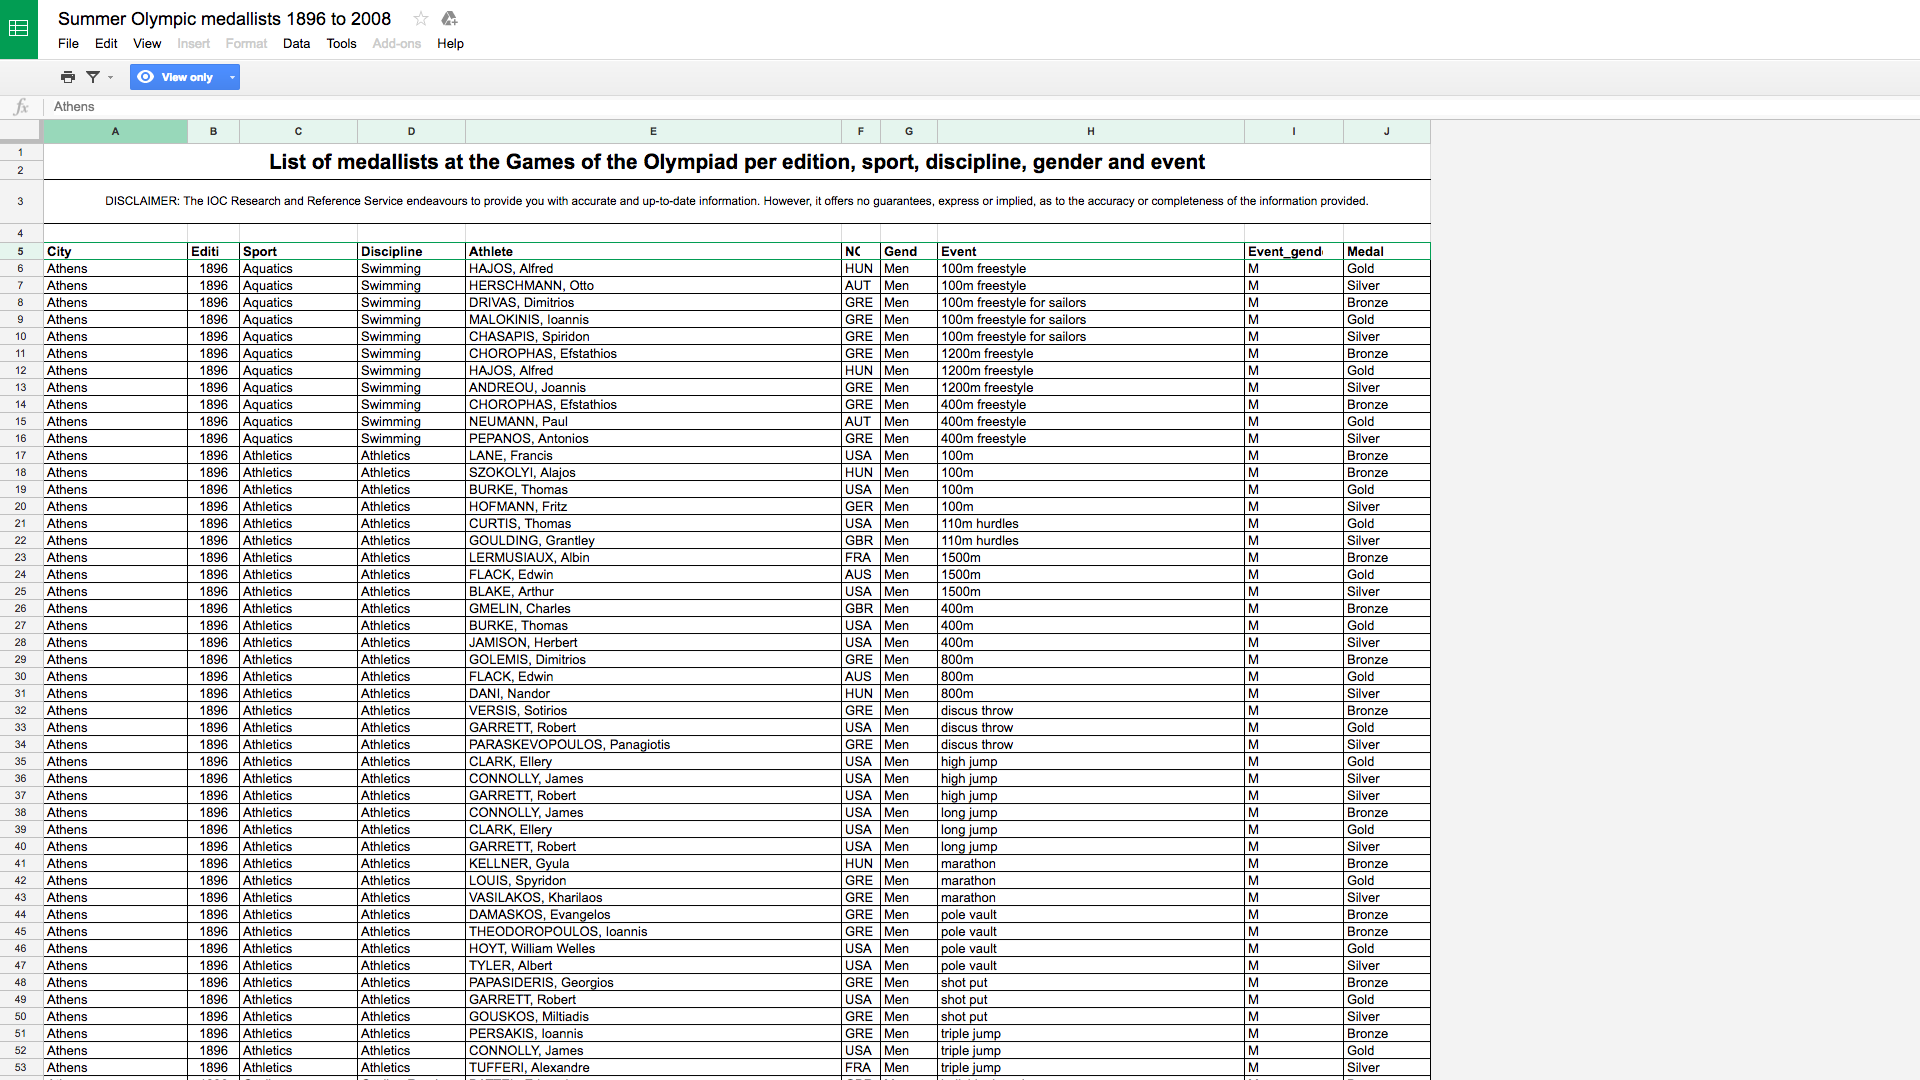 Summer Olympic medallists 1896 to 2008
File Edit View Insert Format Data Tools Add-ons Help
View only
fx Athens
A B C D E F G H I J
1
2 List of medallists at the Games of the Olympiad per edition, sport, discipline, gender and event
3 DISCLAIMER: The IOC Research and Reference Service endeavours to provide you with accurate and up-to-date information. However, it offers no guarantees, express or implied, as to the accuracy or completeness of the information provided.
4
5 City Editi Sport Discipline Athlete NC Gend Event Event_gend Medal
6 Athens 1896 Aquatics Swimming HAJOS, Alfred HUN Men 100m freestyle M Gold
7 Athens 1896 Aquatics Swimming HERSCHMANN, Otto AUT Men 100m freestyle M Silver
8 Athens 1896 Aquatics Swimming DRIVAS, Dimitrios GRE Men 100m freestyle for sailors M Bronze
9 Athens 1896 Aquatics Swimming MALOKINIS, Ioannis GRE Men 100m freestyle for sailors M Gold
10 Athens 1896 Aquatics Swimming CHASAPIS, Spiridon GRE Men 100m freestyle for sailors M Silver
11 Athens 1896 Aquatics Swimming CHOROPHAS, Efstathios GRE Men 1200m freestyle M Bronze
12 Athens 1896 Aquatics Swimming HAJOS, Alfred HUN Men 1200m freestyle M Gold
13 Athens 1896 Aquatics Swimming ANDREOU, Joannis GRE Men 1200m freestyle M Silver
14 Athens 1896 Aquatics Swimming CHOROPHAS, Efstathios GRE Men 400m freestyle M Bronze
15 Athens 1896 Aquatics Swimming NEUMANN, Paul AUT Men 400m freestyle M Gold
16 Athens 1896 Aquatics Swimming PEPANOS, Antonios GRE Men 400m freestyle M Silver
17 Athens 1896 Athletics Athletics LANE, Francis USA Men 100m M Bronze
18 Athens 1896 Athletics Athletics SZOKOLYI, Alajos HUN Men 100m M Bronze
19 Athens 1896 Athletics Athletics BURKE, Thomas USA Men 100m M Gold
20 Athens 1896 Athletics Athletics HOFMANN, Fritz GER Men 100m M Silver
21 Athens 1896 Athletics Athletics CURTIS, Thomas USA Men 110m hurdles M Gold
22 Athens 1896 Athletics Athletics GOULDING, Grantley GBR Men 110m hurdles M Silver
23 Athens 1896 Athletics Athletics LERMUSIAUX, Albin FRA Men 1500m M Bronze
24 Athens 1896 Athletics Athletics FLACK, Edwin AUS Men 1500m M Gold
25 Athens 1896 Athletics Athletics BLAKE, Arthur USA Men 1500m M Silver
26 Athens 1896 Athletics Athletics GMELIN, Charles GBR Men 400m M Bronze
27 Athens 1896 Athletics Athletics BURKE, Thomas USA Men 400m M Gold
28 Athens 1896 Athletics Athletics JAMISON, Herbert USA Men 400m M Silver
29 Athens 1896 Athletics Athletics GOLEMIS, Dimitrios GRE Men 800m M Bronze
30 Athens 1896 Athletics Athletics FLACK, Edwin AUS Men 800m M Gold
31 Athens 1896 Athletics Athletics DANI, Nandor HUN Men 800m M Silver
32 Athens 1896 Athletics Athletics VERSIS, Sotirios GRE Men discus throw M Bronze
33 Athens 1896 Athletics Athletics GARRETT, Robert USA Men discus throw M Gold
34 Athens 1896 Athletics Athletics PARASKEVOPOULOS, Panagiotis GRE Men discus throw M Silver
35 Athens 1896 Athletics Athletics CLARK, Ellery USA Men high jump M Gold
36 Athens 1896 Athletics Athletics CONNOLLY, James USA Men high jump M Silver
37 Athens 1896 Athletics Athletics GARRETT, Robert USA Men high jump M Silver
38 Athens 1896 Athletics Athletics CONNOLLY, James USA Men long jump M Bronze
39 Athens 1896 Athletics Athletics CLARK, Ellery USA Men long jump M Gold
40 Athens 1896 Athletics Athletics GARRETT, Robert USA Men long jump M Silver
41 Athens 1896 Athletics Athletics KELLNER, Gyula HUN Men marathon M Bronze
42 Athens 1896 Athletics Athletics LOUIS, Spyridon GRE Men marathon M Gold
43 Athens 1896 Athletics Athletics VASILAKOS, Kharilaos GRE Men marathon M Silver
44 Athens 1896 Athletics Athletics DAMASKOS, Evangelos GRE Men pole vault M Bronze
45 Athens 1896 Athletics Athletics THEODOROPOULOS, Ioannis GRE Men pole vault M Bronze
46 Athens 1896 Athletics Athletics HOYT, William Welles USA Men pole vault M Gold
47 Athens 1896 Athletics Athletics TYLER, Albert USA Men pole vault M Silver
48 Athens 1896 Athletics Athletics PAPASIDERIS, Georgios GRE Men shot put M Bronze
49 Athens 1896 Athletics Athletics GARRETT, Robert USA Men shot put M Gold
50 Athens 1896 Athletics Athletics GOUSKOS, Miltiadis GRE Men shot put M Silver
51 Athens 1896 Athletics Athletics PERSAKIS, Ioannis GRE Men triple jump M Bronze
52 Athens 1896 Athletics Athletics CONNOLLY, James USA Men triple jump M Gold
53 Athens 1896 Athletics Athletics TUFFERI, Alexandre FRA Men triple jump M Silver